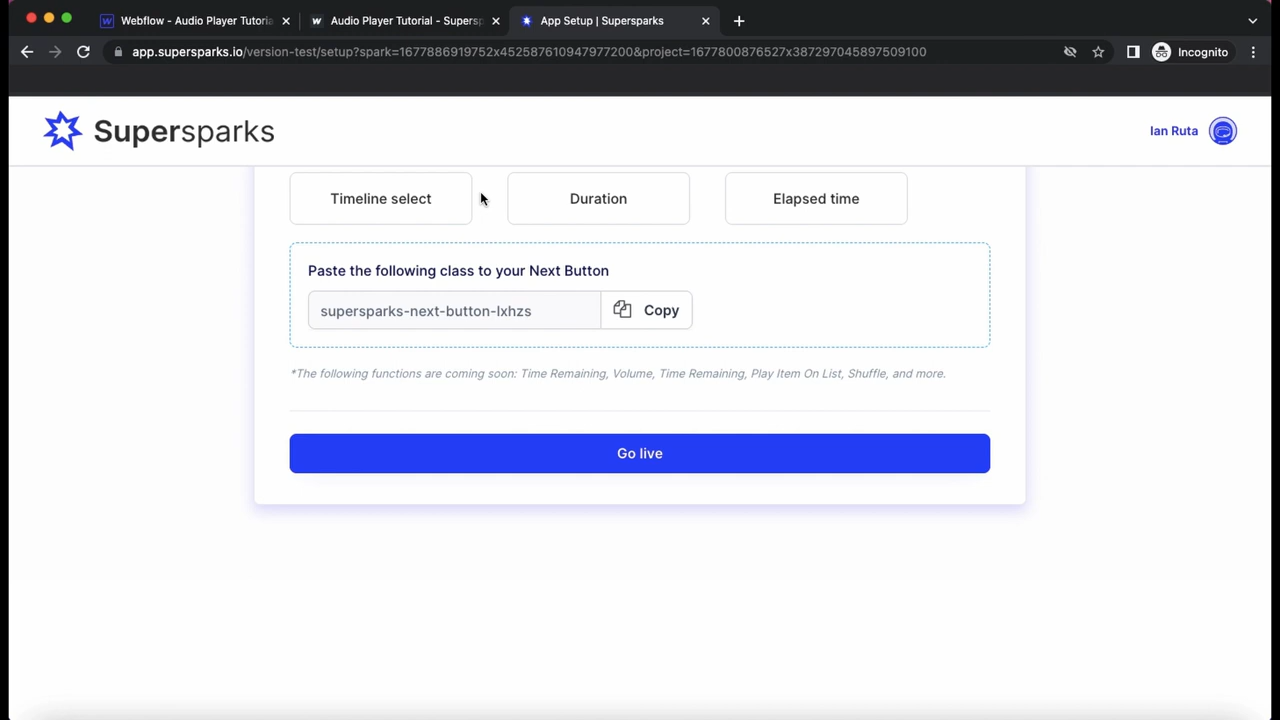 Webflow - Audio Player Tutoria
Audio Player Tutorial - Supersp
App Setup | Supersparks
app.supersparks.io/version-test/setup?spark=1677886919752x452587610947977200&project=1677800876527x387297045897509100
Incognito
Supersparks
Ian Ruta
Timeline select
Duration
Elapsed time
Paste the following class to your Next Button
supersparks-next-button-lxhzs
Copy
*The following functions are coming soon: Time Remaining, Volume, Time Remaining, Play Item On List, Shuffle, and more.
Go live